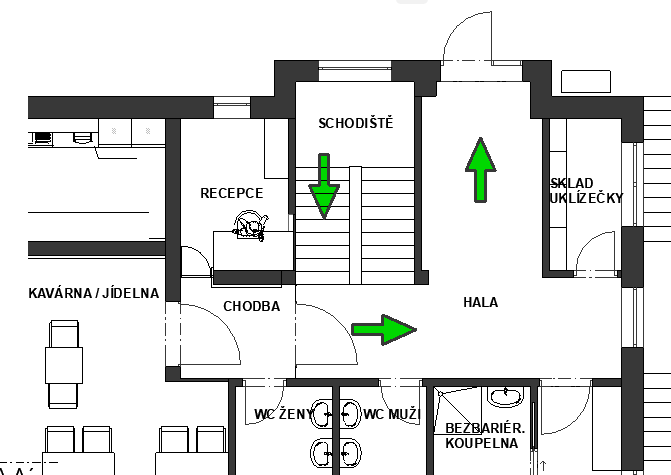 SCHODIŠTĚ
RECEPCE
SKLAD
UKLÍZEČKY
KAVÁRNA / JÍDELNA
CHODBA
HALA
WC ŽENY
WC MUŽI
BEZBARIÉR.
KOUPELNA